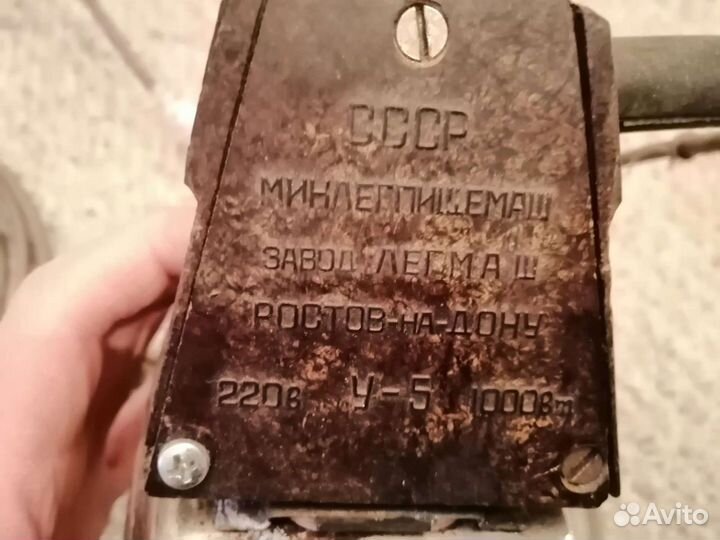 СССР
МИНЛЕГПИЩЕМАШ
ЗАВОД ЛЕГМАШ
РОСТОВ-НА-ДОНУ
220в У-5 1000вт
Avito